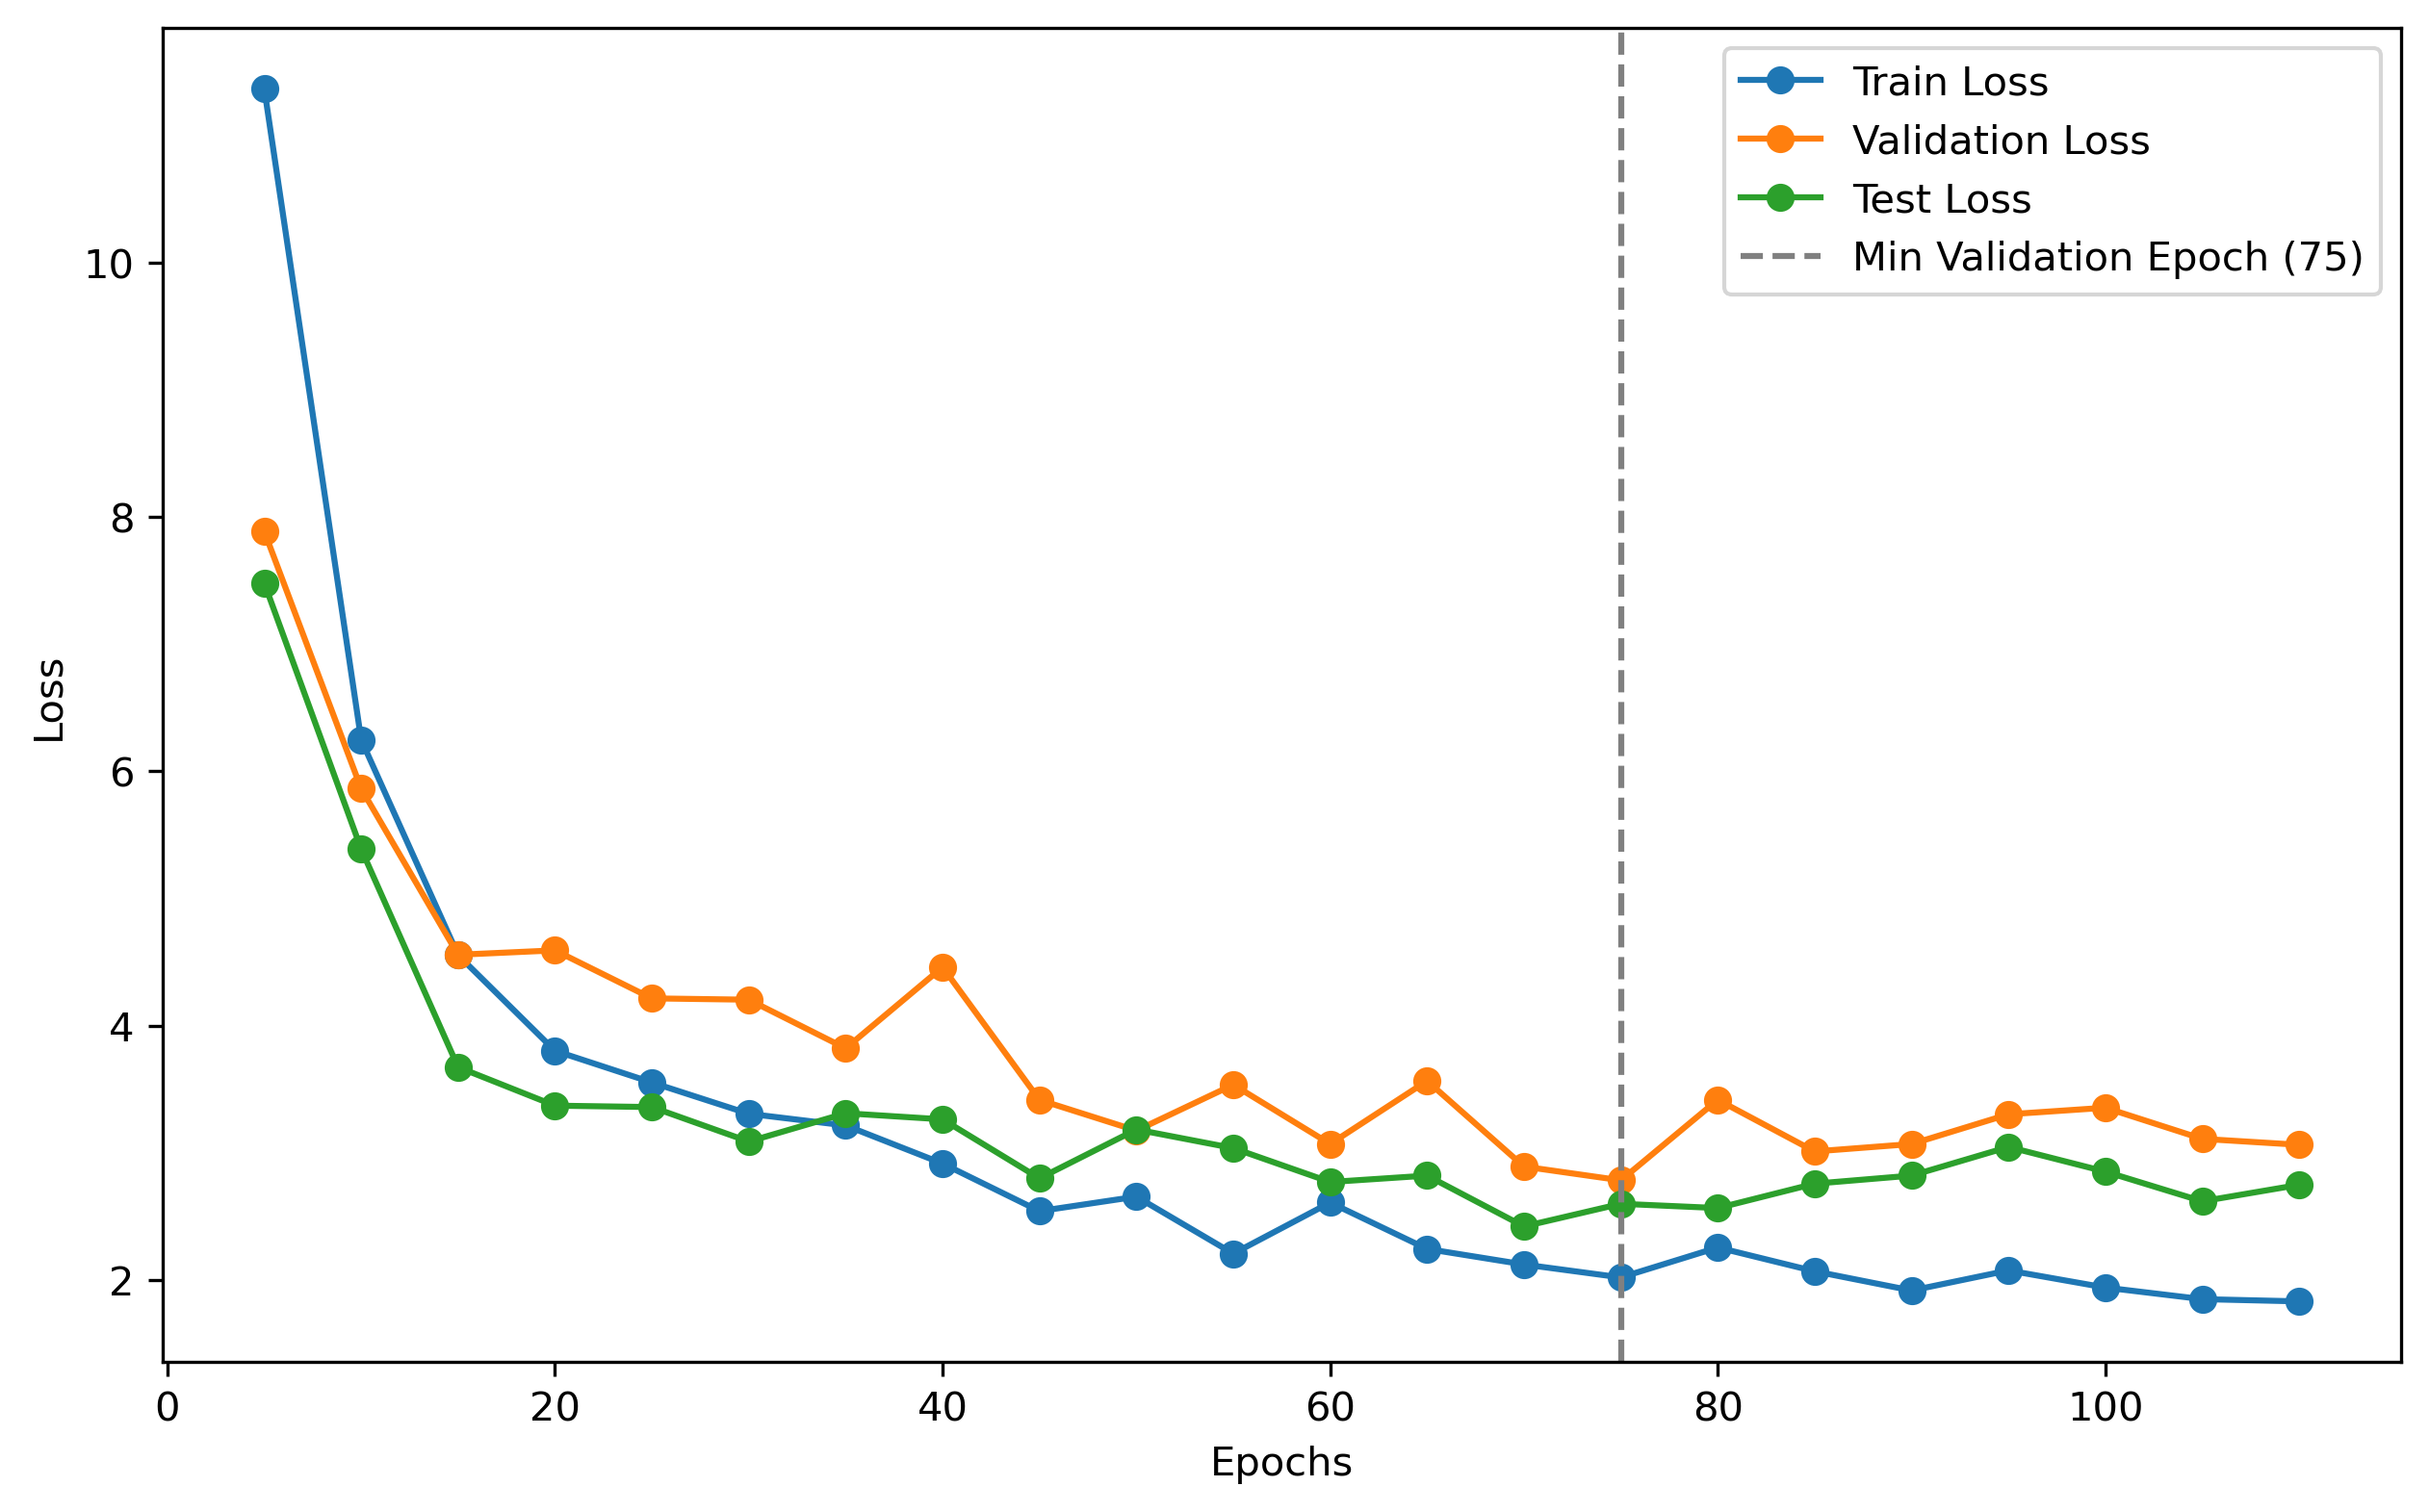 Train Loss
Validation Loss
Test Loss
Min Validation Epoch (75)
10
8
6
4
2
Loss
0 20 40 60 80 100
Epochs